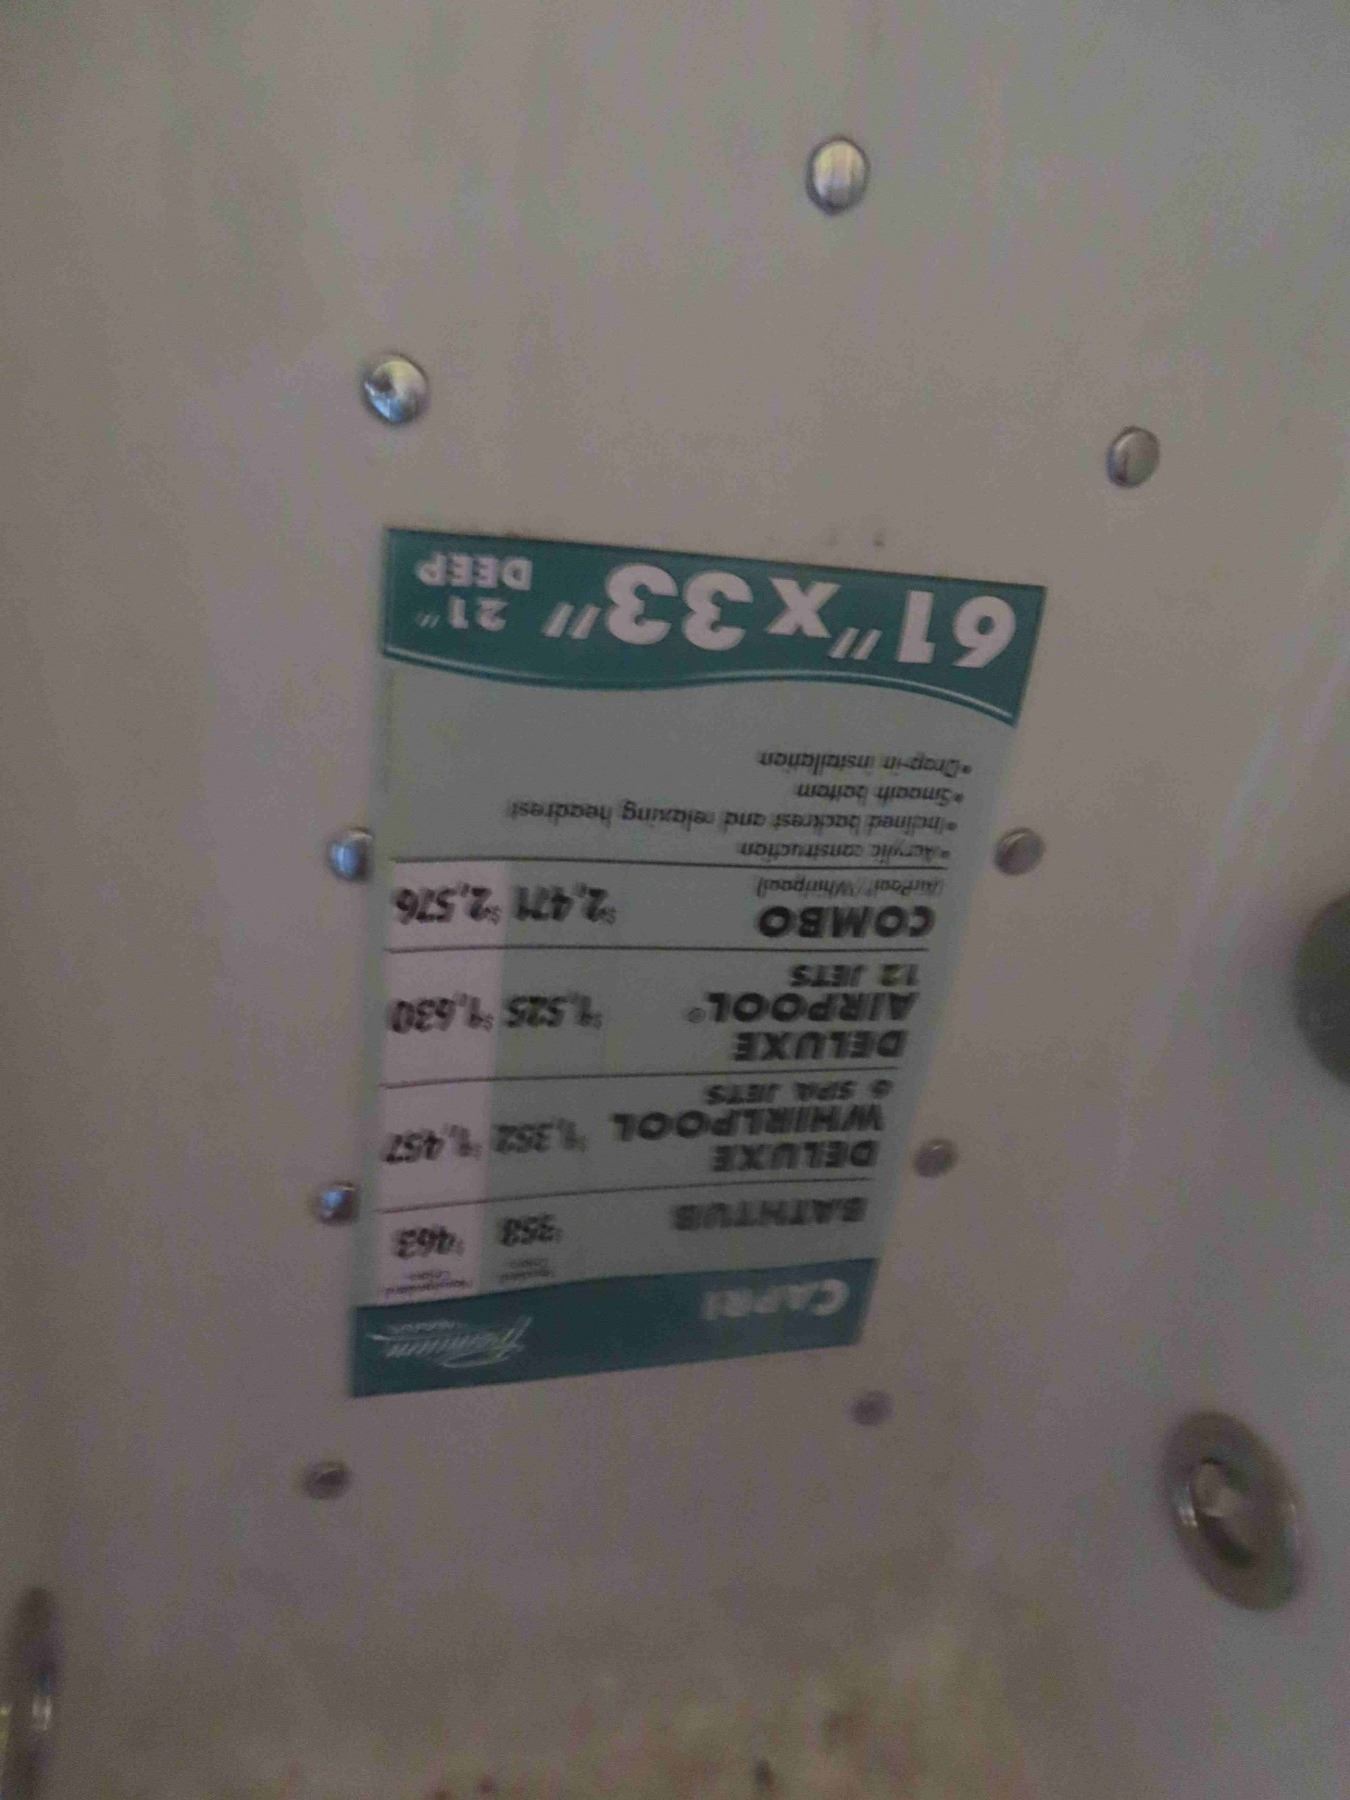 CAPRI
BATHTUB $358 $463
DELUXE
WHIRLPOOL $1,352 $1,457
6 SPA JETS
DELUXE
AIRPOOL® $1,525 $1,630
12 JETS
COMBO $2,471 $2,576
(AirPool®/Whirlpool)
•Acrylic construction
•Inclined backrest and relaxing headrest
•Smooth bottom
•Drop-in installation
61" x 33" 21" DEEP